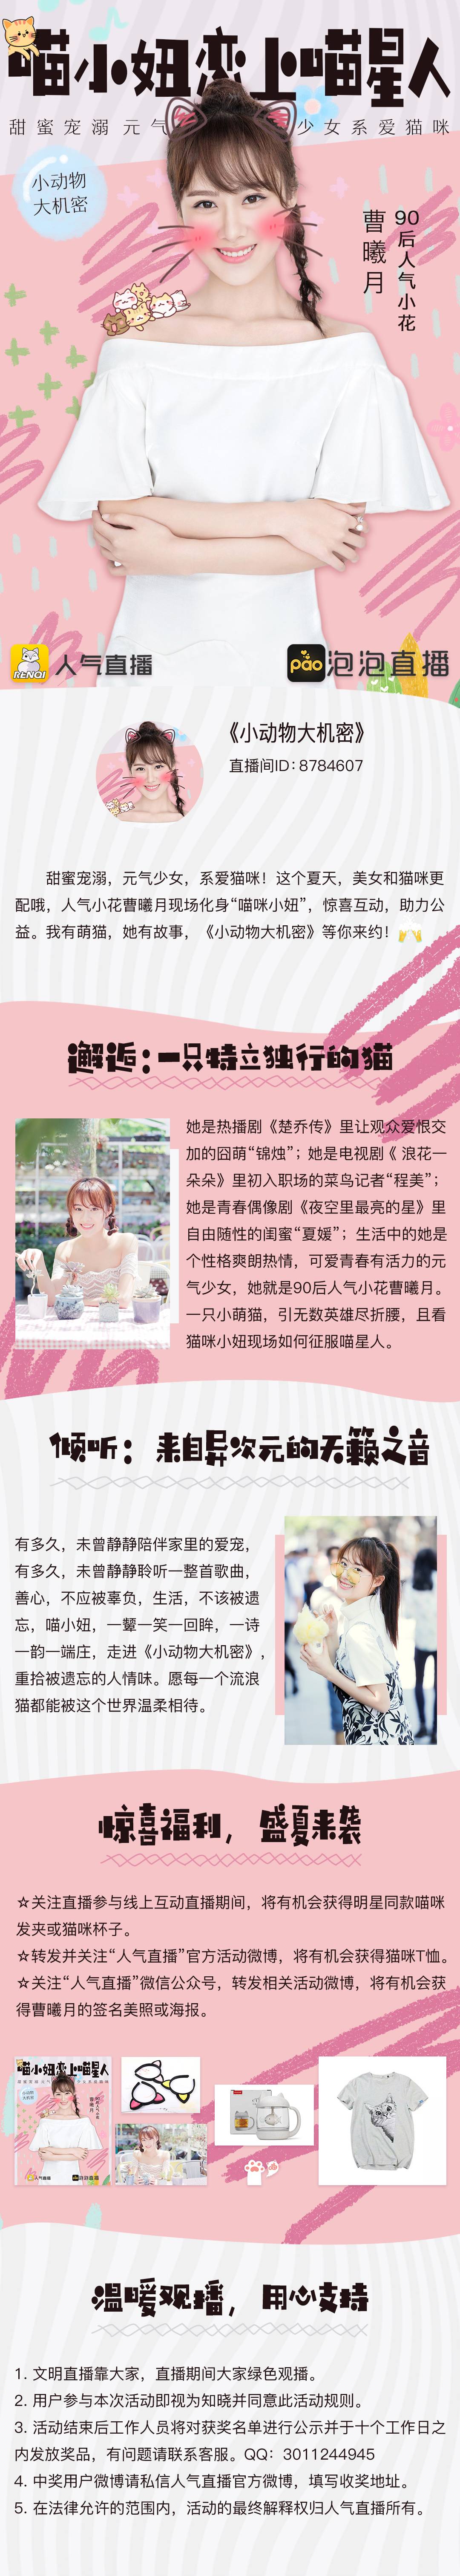 喵小妞恋上喵星人
甜蜜宠溺 元气 少女系爱猫咪
小动物
大机密
90后人气小花
曹曦月
RENQI 人气直播
pào 泡泡直播
《小动物大机密》
直播间ID：8784607
甜蜜宠溺，元气少女，系爱猫咪！这个夏天，美女和猫咪更
配哦，人气小花曹曦月现场化身“喵咪小妞”，惊喜互动，助力公
益。我有萌猫，她有故事，《小动物大机密》等你来约！
邂逅：一只特立独行的猫
她是热播剧《楚乔传》里让观众爱恨交
加的囧萌“锦烛”；她是电视剧《 浪花一
朵朵》里初入职场的菜鸟记者“程美”；
她是青春偶像剧《夜空里最亮的星》里
自由随性的闺蜜“夏媛”；生活中的她是
个性格爽朗热情，可爱青春有活力的元
气少女，她就是90后人气小花曹曦月。
一只小萌猫，引无数英雄尽折腰，且看
猫咪小妞现场如何征服喵星人。
倾听：来自异次元的天籁之音
有多久，未曾静静陪伴家里的爱宠，
有多久，未曾静静聆听一整首歌曲，
善心，不应被辜负，生活，不该被遗
忘，喵小妞，一颦一笑一回眸，一诗
一韵一端庄，走进《小动物大机密》，
重拾被遗忘的人情味。愿每一个流浪
猫都能被这个世界温柔相待。
惊喜福利，盛夏来袭
☆关注直播参与线上互动直播期间，将有机会获得明星同款喵咪
发夹或猫咪杯子。
☆转发并关注“人气直播”官方活动微博，将有机会获得猫咪T恤。
☆关注“人气直播”微信公众号，转发相关活动微博，将有机会获
得曹曦月的签名美照或海报。
喵小妞恋上喵星人
小动物
大机密
曹曦月
人气直播
泡泡直播
温暖观播，用心支持
1. 文明直播靠大家，直播期间大家绿色观播。
2. 用户参与本次活动即视为知晓并同意此活动规则。
3. 活动结束后工作人员将对获奖名单进行公示并于十个工作日之
内发放奖品，有问题请联系客服。QQ：3011244945
4. 中奖用户微博请私信人气直播官方微博，填写收奖地址。
5. 在法律允许的范围内，活动的最终解释权归人气直播所有。